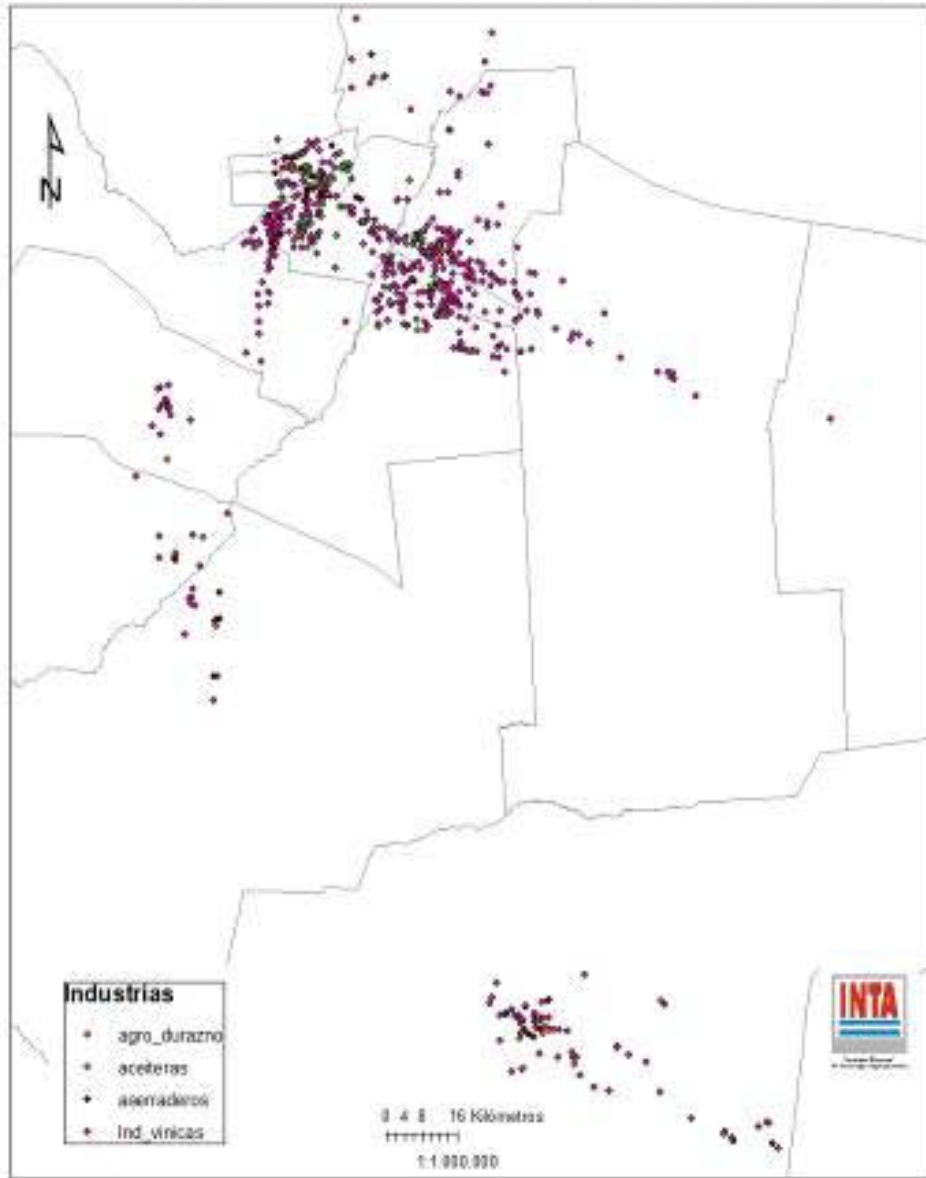 N
Industrias
agro_durazno
aceiteras
aserraderos
Ind_vinicas
0 4 8 16 Kilómetros
1:1.000.000
INTA